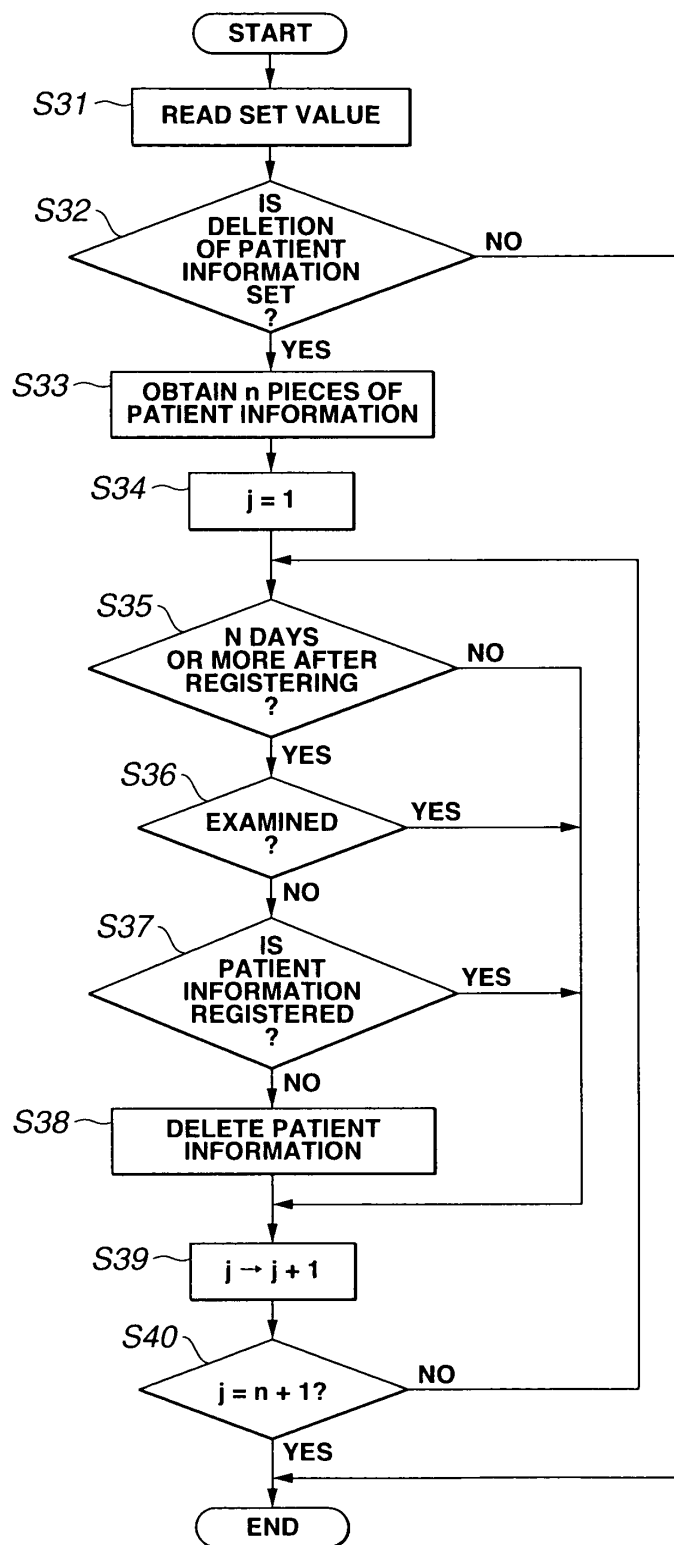 START
S31
READ SET VALUE
S32
IS
DELETION
OF PATIENT
INFORMATION
SET
?
NO
YES
S33
OBTAIN n PIECES OF
PATIENT INFORMATION
S34
j = 1
S35
N DAYS
OR MORE AFTER
REGISTERING
?
NO
YES
S36
EXAMINED
?
YES
NO
S37
IS
PATIENT
INFORMATION
REGISTERED
?
YES
NO
S38
DELETE PATIENT
INFORMATION
S39
j → j + 1
S40
j = n + 1?
NO
YES
END